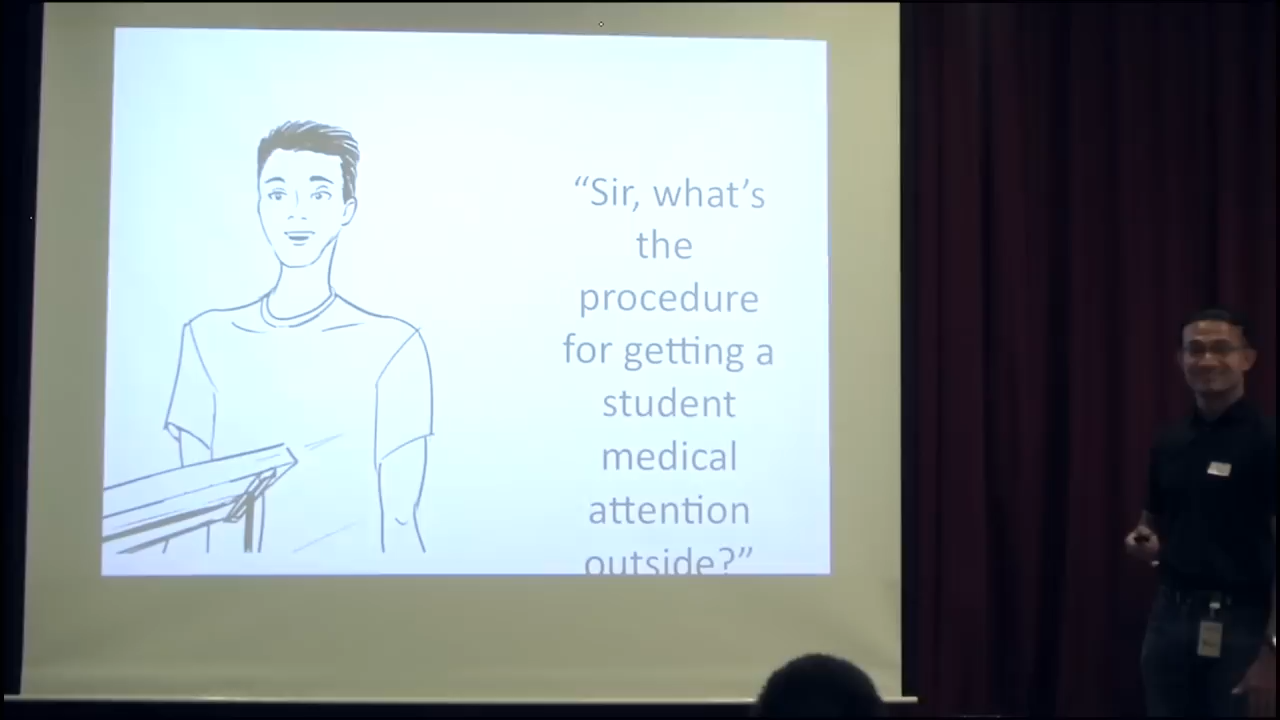 “Sir, what’s
the
procedure
for getting a
student
medical
attention
outside?”